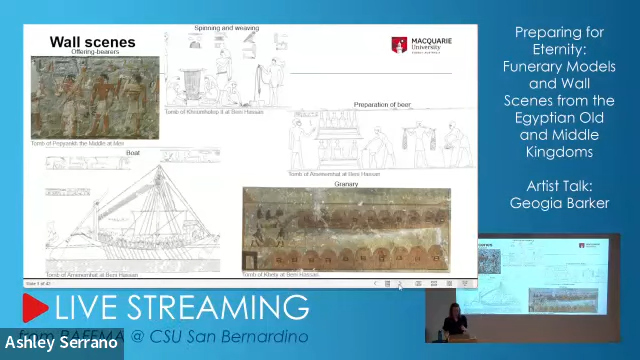 Wall scenes
Offering-bearers
Tomb of Pepyankh the Middle at Meir
Spinning and weaving
Tomb of Khnumhotep II at Beni Hassan
MACQUARIE
University
Preparation of beer
Tomb of Amenemhat at Beni Hassan
Boat
Tomb of Amenemhat at Beni Hassan
Granary
Tomb of Khety at Beni Hassan
Preparing for
Eternity:
Funerary Models
and Wall
Scenes from the
Egyptian Old
and Middle
Kingdoms
Artist Talk:
Geogia Barker
LIVE STREAMING
from RAFFMA @ CSU San Bernardino
Ashley Serrano